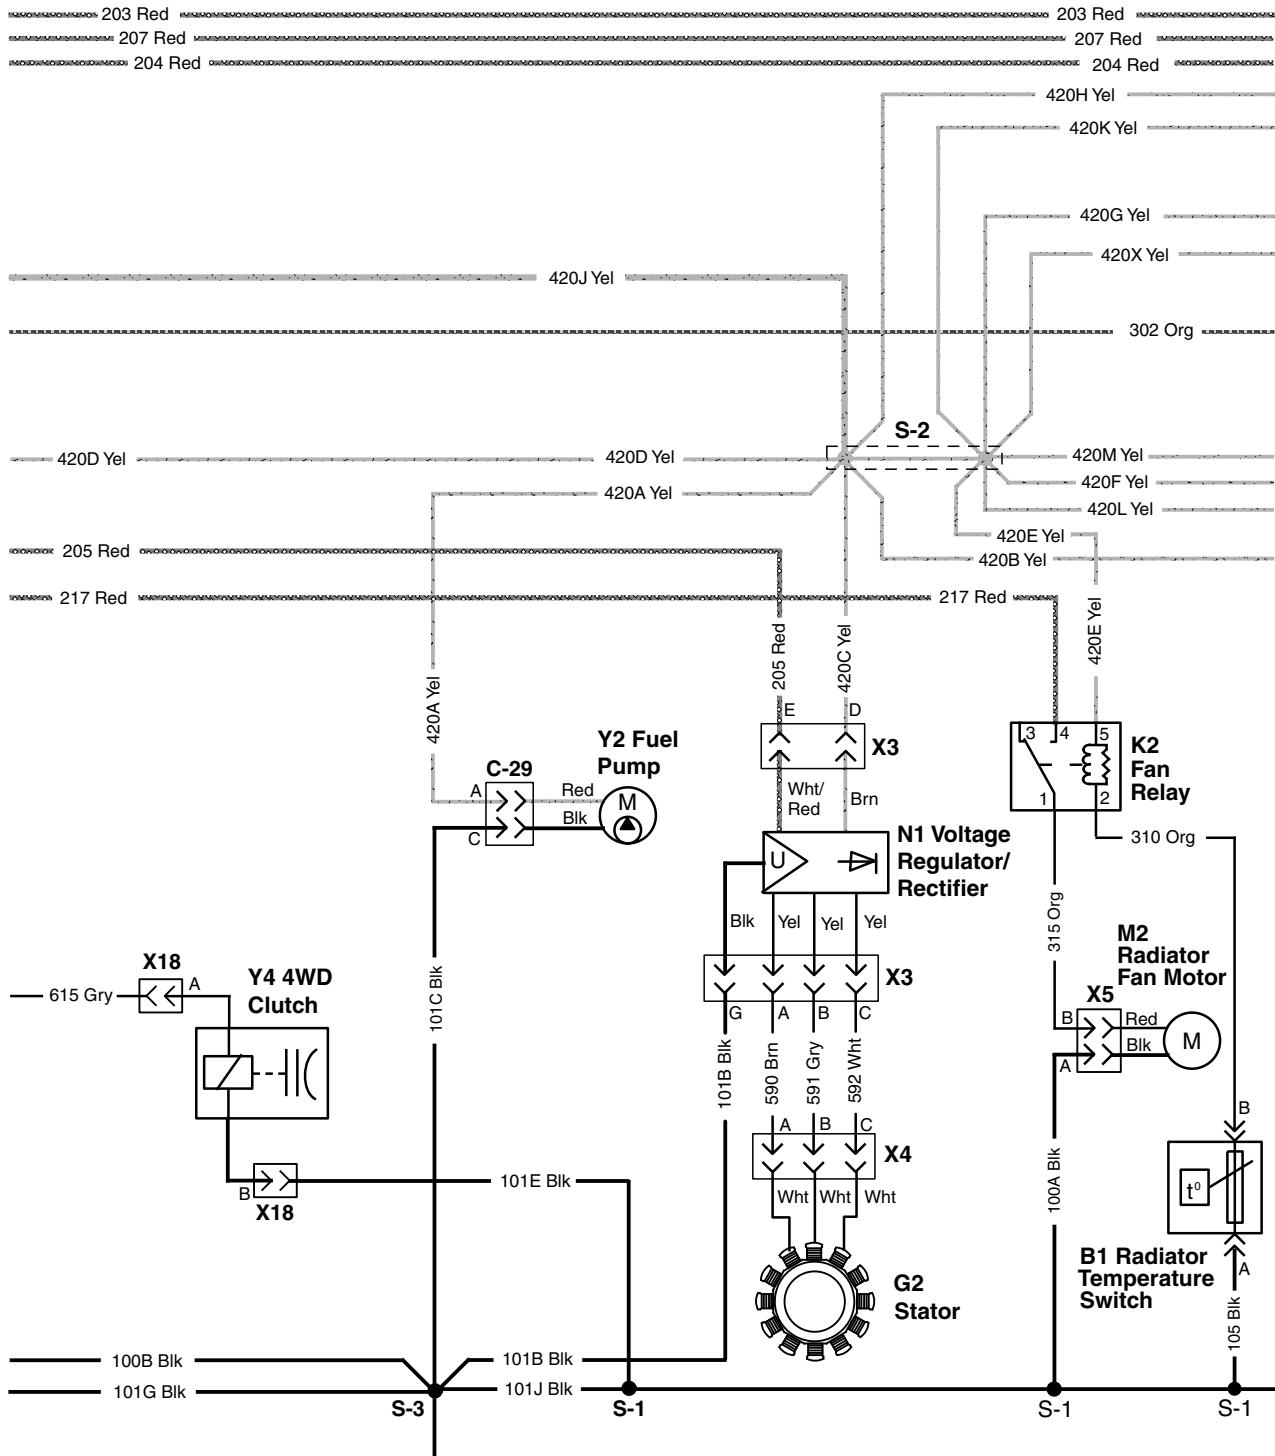 203 Red
203 Red
207 Red
207 Red
204 Red
204 Red
420H Yel
420K Yel
420G Yel
420X Yel
420J Yel
302 Org
S-2
420D Yel
420D Yel
420M Yel
420A Yel
420F Yel
420L Yel
420E Yel
205 Red
420B Yel
217 Red
217 Red
205 Red
420C Yel
420E Yel
420A Yel
E
D
X3
3
4
5
1
2
K2
Fan
Relay
Y2 Fuel
Pump
C-29
A
Red
M
Blk
C
Wht/
Red
Brn
310 Org
N1 Voltage
Regulator/
Rectifier
U
Blk
Yel
Yel
Yel
315 Org
M2
Radiator
Fan Motor
X18
A
615 Gry
Y4 4WD
Clutch
101C Blk
X3
G
A
B
C
X5
B
Red
M
Blk
A
101B Blk
590 Brn
591 Gry
592 Wht
A
B
C
X4
B
Wht
Wht
Wht
100A Blk
t⁰
101E Blk
B
X18
A
B1 Radiator
Temperature
Switch
G2
Stator
105 Blk
100B Blk
101B Blk
101G Blk
101J Blk
S-3
S-1
S-1
S-1